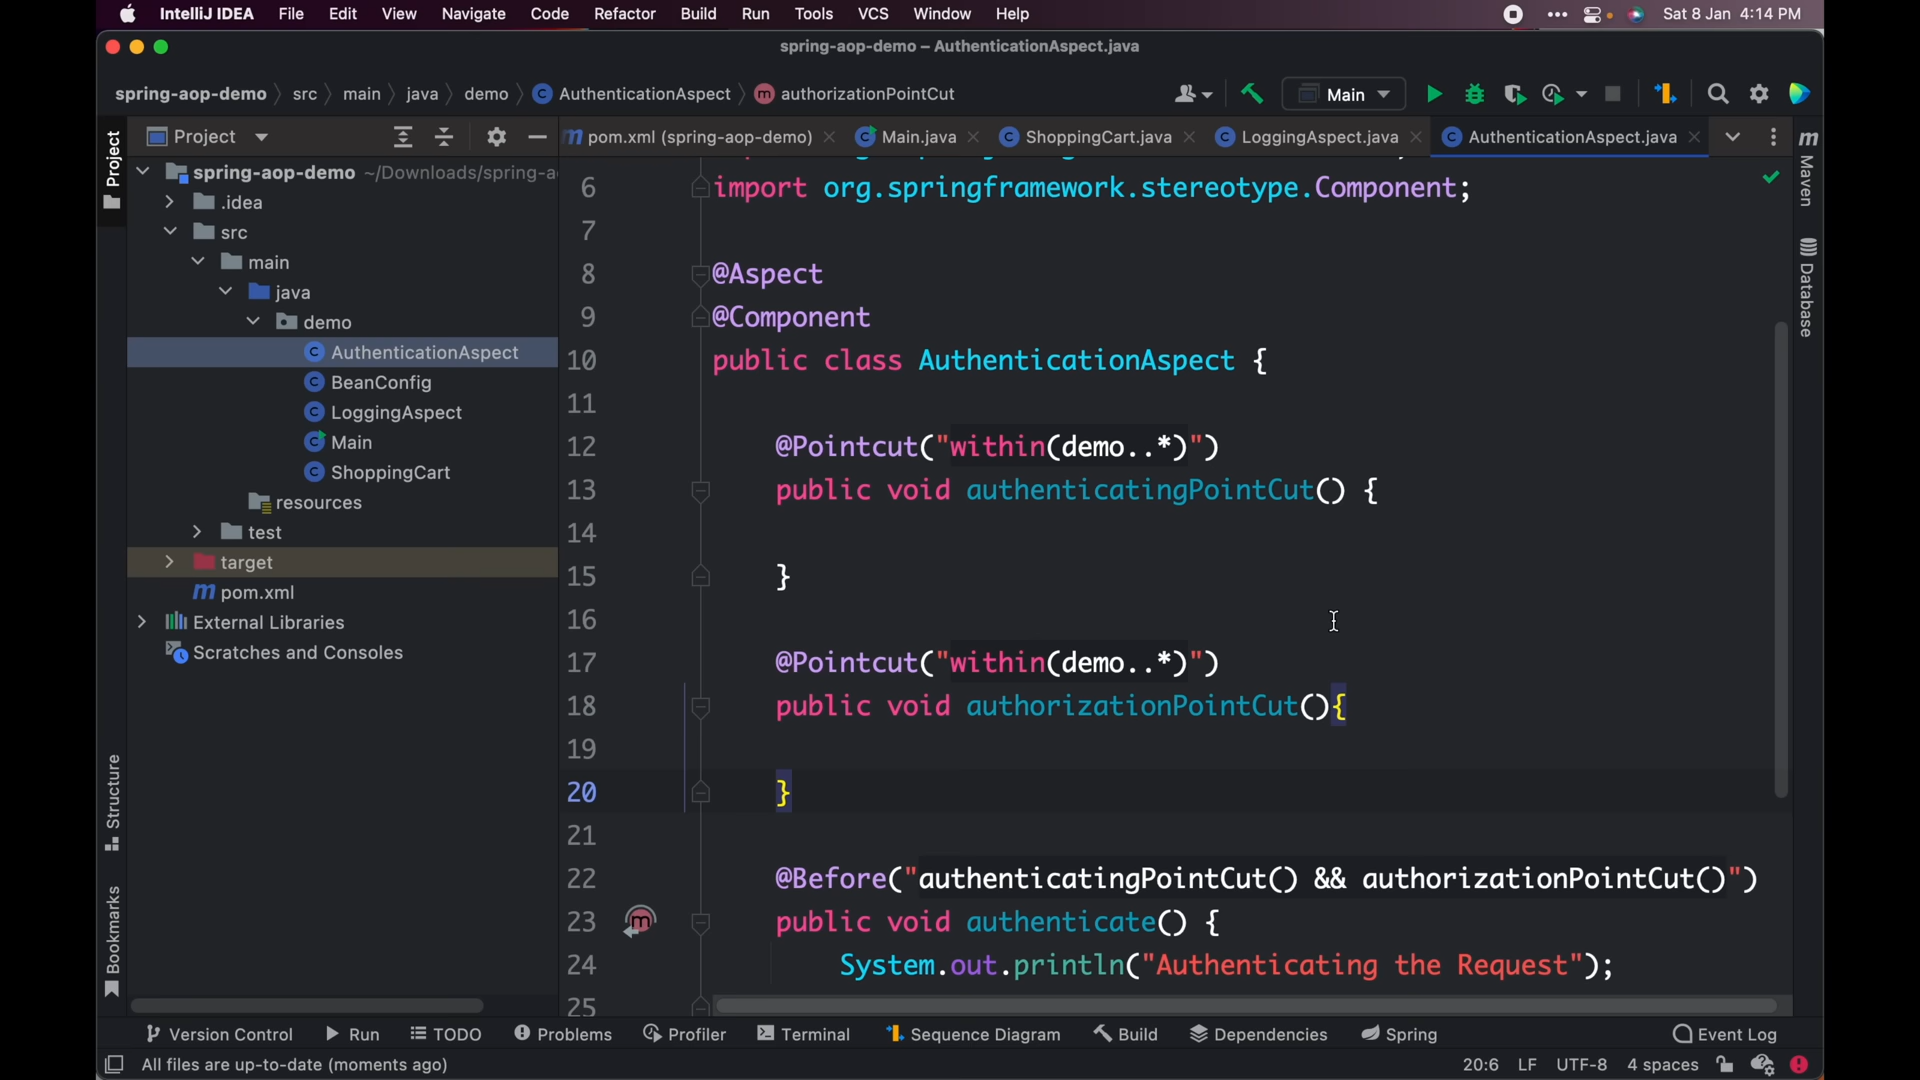 IntelliJ IDEA File Edit View Navigate Code Refactor Build Run Tools VCS Window Help Sat 8 Jan 4:14 PM
spring-aop-demo – AuthenticationAspect.java
spring-aop-demo src main java demo AuthenticationAspect m authorizationPointCut Main
Project
pom.xml (spring-aop-demo) Main.java ShoppingCart.java LoggingAspect.java AuthenticationAspect.java
Project
Maven
Database
Structure
Bookmarks
spring-aop-demo ~/Downloads/spring-a
.idea
src
main
java
demo
AuthenticationAspect
BeanConfig
LoggingAspect
Main
ShoppingCart
resources
test
target
pom.xml
External Libraries
Scratches and Consoles
6 import org.springframework.stereotype.Component;
7
8 @Aspect
9 @Component
10 public class AuthenticationAspect {
11
12 @Pointcut("within(demo..*)")
13 public void authenticatingPointCut() {
14
15 }
16
17 @Pointcut("within(demo..*)")
18 public void authorizationPointCut(){
19
20 }
21
22 @Before("authenticatingPointCut() && authorizationPointCut()")
23 public void authenticate() {
24 System.out.println("Authenticating the Request");
25
Version Control Run TODO Problems Profiler Terminal Sequence Diagram Build Dependencies Spring Event Log
All files are up-to-date (moments ago) 20:6 LF UTF-8 4 spaces